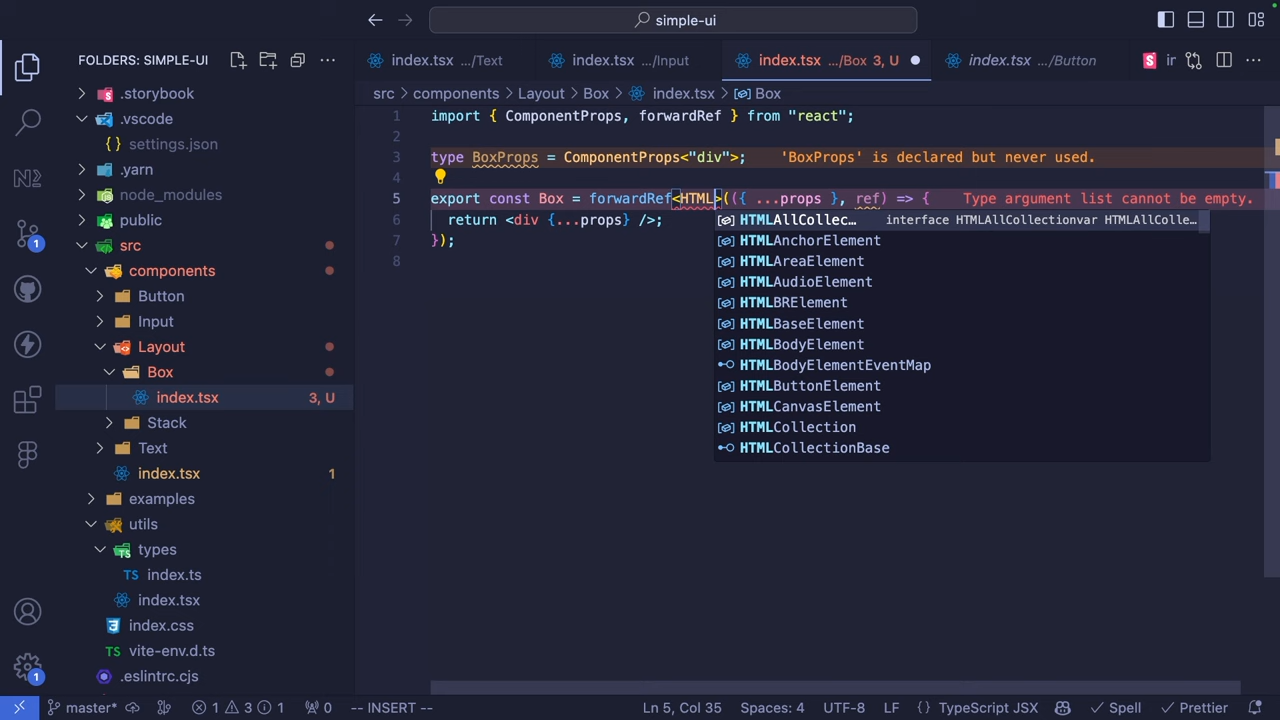 simple-ui
FOLDERS: SIMPLE-UI
.storybook
.vscode
settings.json
.yarn
node_modules
public
src
components
Button
Input
Layout
Box
index.tsx 3, U
Stack
Text
index.tsx 1
examples
utils
types
TS index.ts
index.tsx
index.css
TS vite-env.d.ts
.eslintrc.cjs
1
1
index.tsx .../Text index.tsx .../Input index.tsx .../Box 3, U index.tsx .../Button ir
src > components > Layout > Box > index.tsx > Box
1 import { ComponentProps, forwardRef } from "react";
2
3 type BoxProps = ComponentProps<"div">; 'BoxProps' is declared but never used.
4
5 export const Box = forwardRef<HTML>(({ ...props }, ref) => { Type argument list cannot be empty.
6 return <div {...props} />;
7 });
8
HTMLAllCollec… interface HTMLAllCollectionvar HTMLAllColle…
HTMLAnchorElement
HTMLAreaElement
HTMLAudioElement
HTMLBRElement
HTMLBaseElement
HTMLBodyElement
HTMLBodyElementEventMap
HTMLButtonElement
HTMLCanvasElement
HTMLCollection
HTMLCollectionBase
master* 1 3 1 0 -- INSERT -- Ln 5, Col 35 Spaces: 4 UTF-8 LF { } TypeScript JSX Spell Prettier